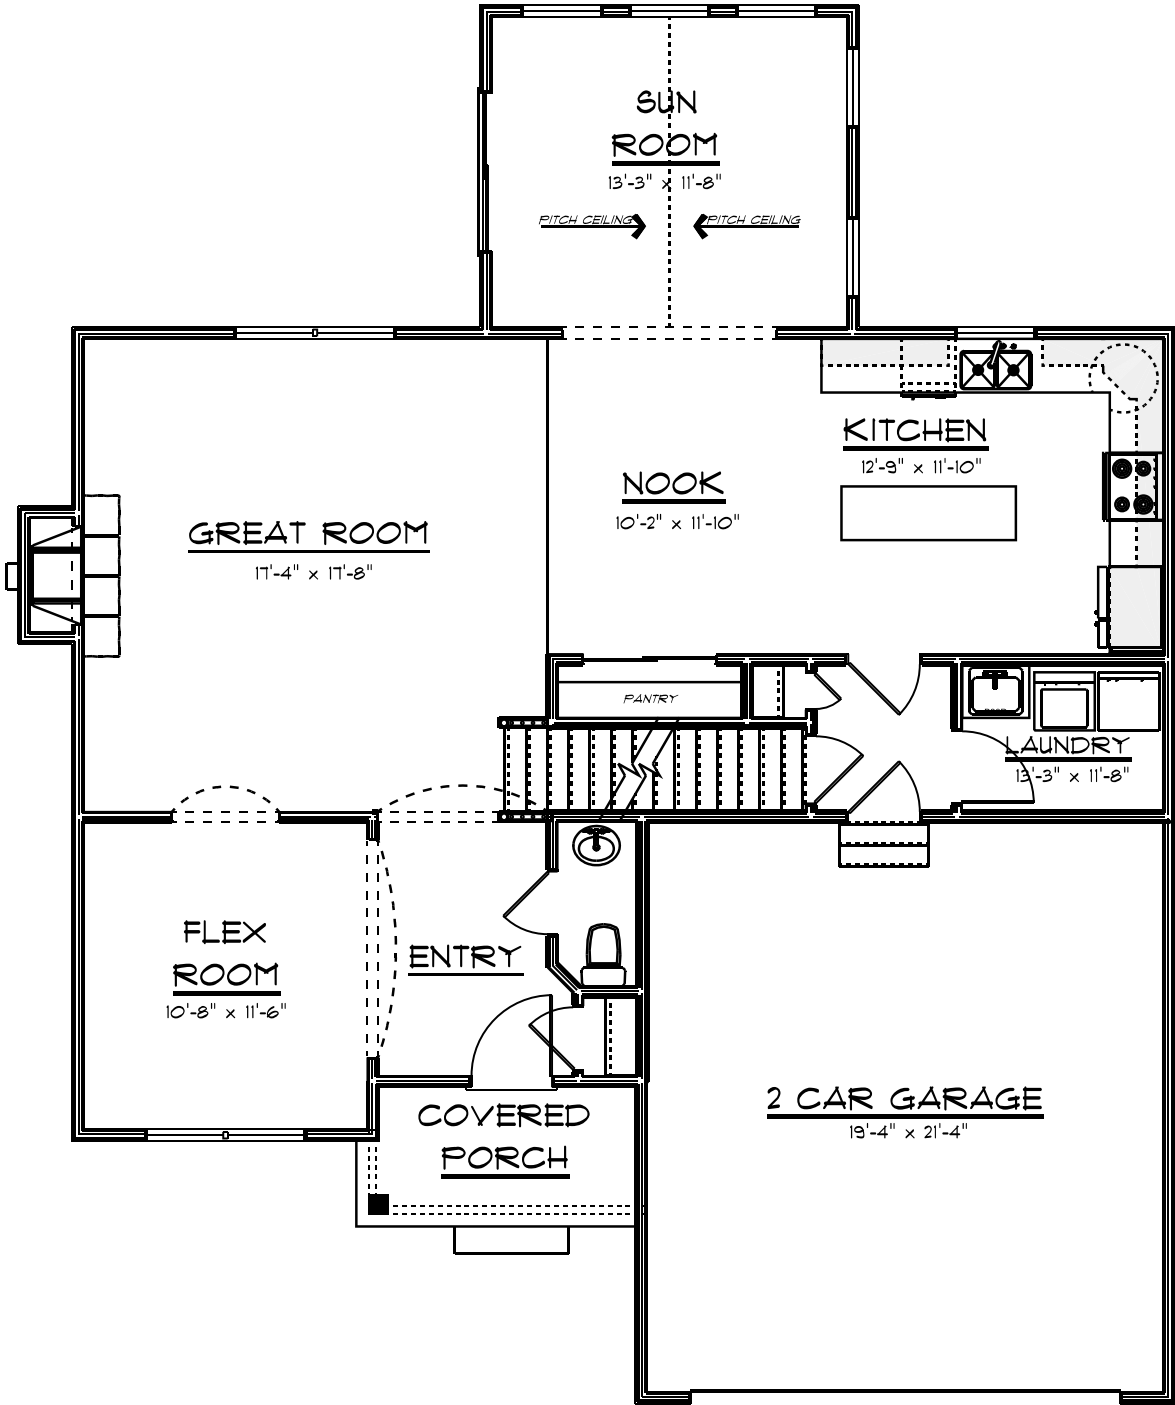 SUN
ROOM
13'-3" x 11'-8"
PITCH CEILING
PITCH CEILING
KITCHEN
12'-9" x 11'-10"
NOOK
10'-2" x 11'-10"
GREAT ROOM
17'-4" x 17'-8"
PANTRY
LAUNDRY
13'-3" x 11'-8"
FLEX
ROOM
10'-8" x 11'-6"
ENTRY
COVERED
PORCH
2 CAR GARAGE
19'-4" x 21'-4"